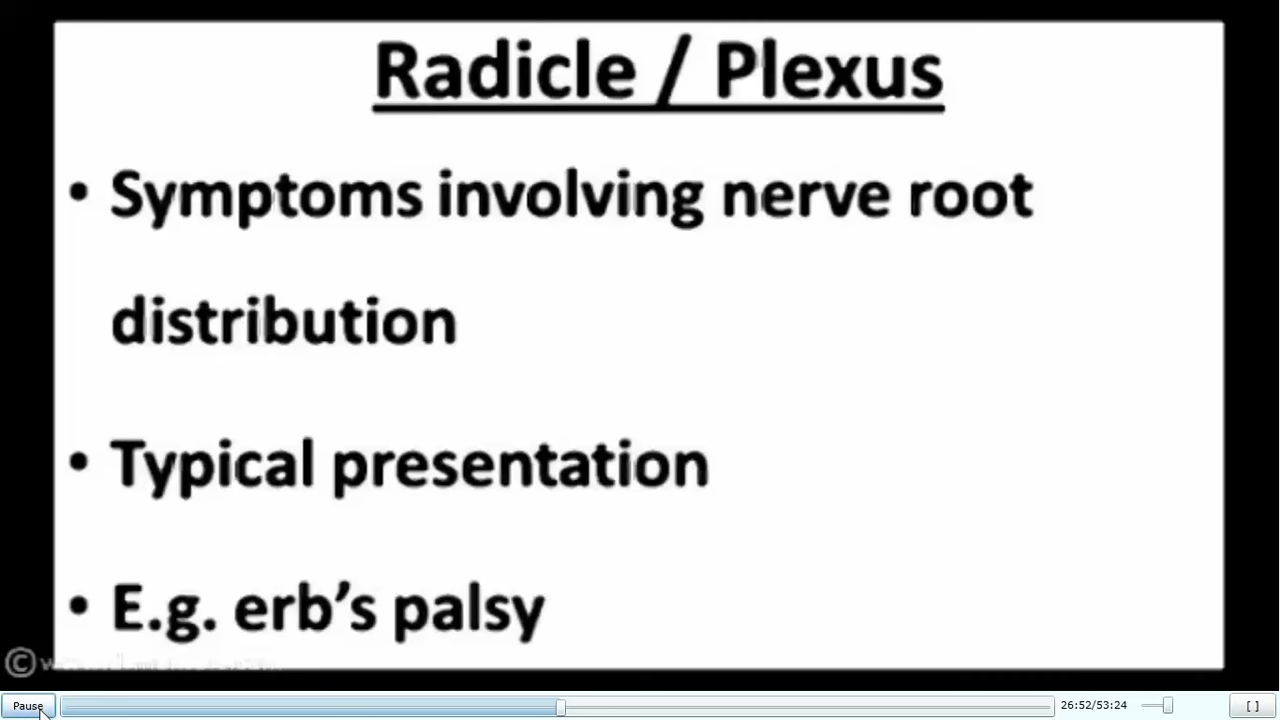 Radicle / Plexus
• Symptoms involving nerve root
distribution
• Typical presentation
• E.g. erb's palsy
©
Pause
26:52/53:24
[ ]